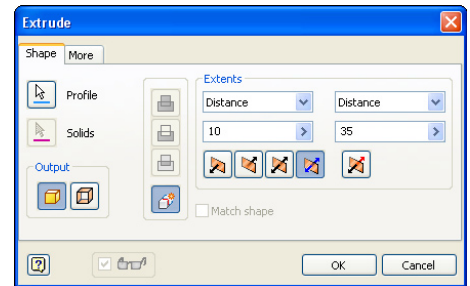 Extrude
Shape More
Profile
Solids
Output
Extents
Distance Distance
10 35
Match shape
OK Cancel